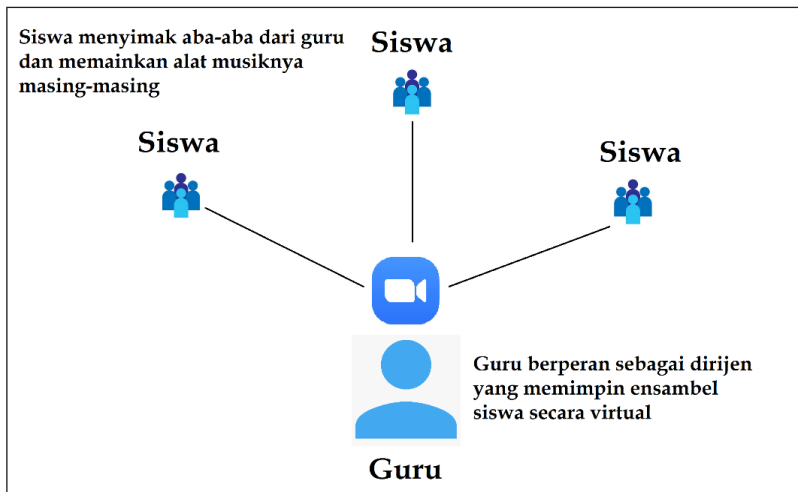 Siswa menyimak aba-aba dari guru
dan memainkan alat musiknya
masing-masing
Siswa
Siswa
Siswa
Guru berperan sebagai dirijen
yang memimpin ensambel
siswa secara virtual
Guru